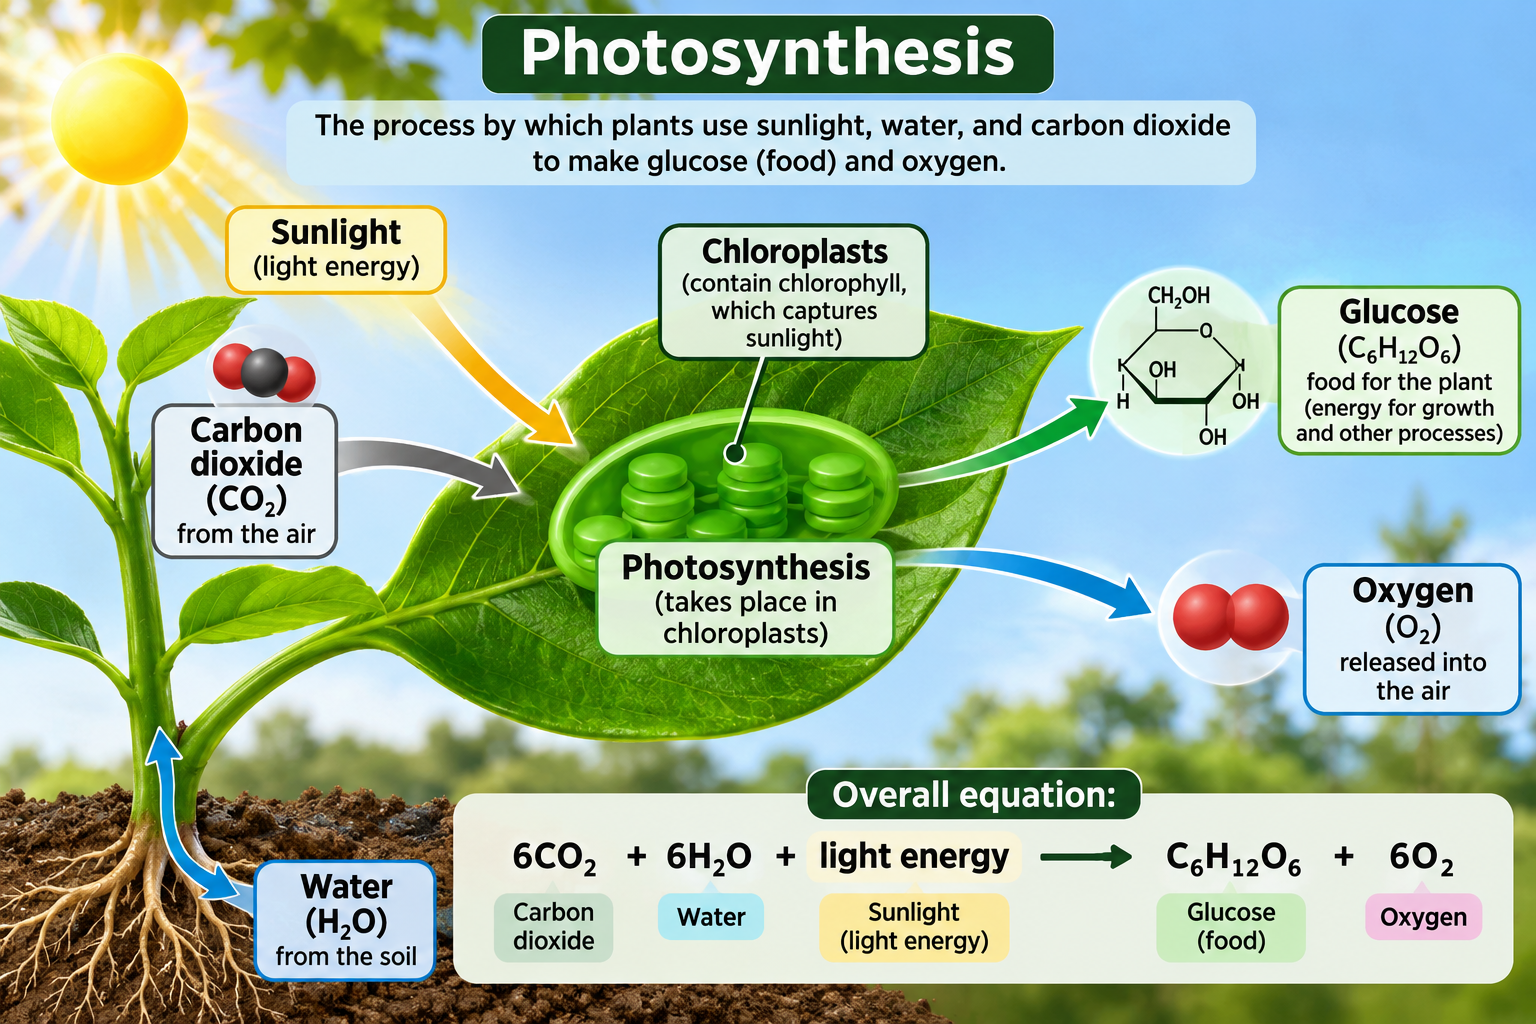 Photosynthesis
The process by which plants use sunlight, water, and carbon dioxide
to make glucose (food) and oxygen.
Sunlight
(light energy)
Chloroplasts
(contain chlorophyll,
which captures
sunlight)
CH₂OH
O
H
OH
H
H
OH
OH
Glucose
(C₆H₁₂O₆)
food for the plant
(energy for growth
and other processes)
Carbon
dioxide
(CO₂)
from the air
Photosynthesis
(takes place in
chloroplasts)
Oxygen
(O₂)
released into
the air
Water
(H₂O)
from the soil
Overall equation:
6CO₂ + 6H₂O + light energy → C₆H₁₂O₆ + 6O₂
Carbon
dioxide
Water
Sunlight
(light energy)
Glucose
(food)
Oxygen